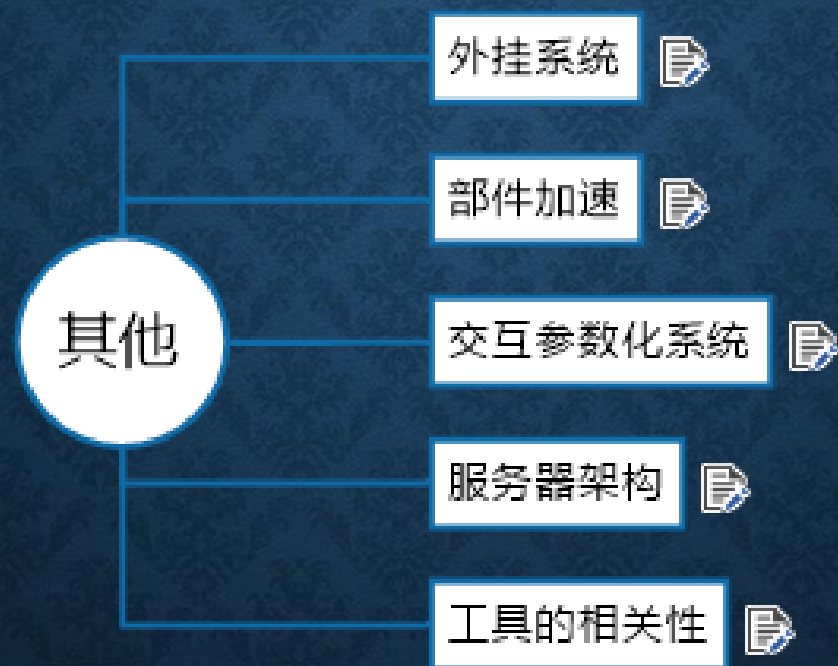 外挂系统
部件加速
其他
交互参数化系统
服务器架构
工具的相关性